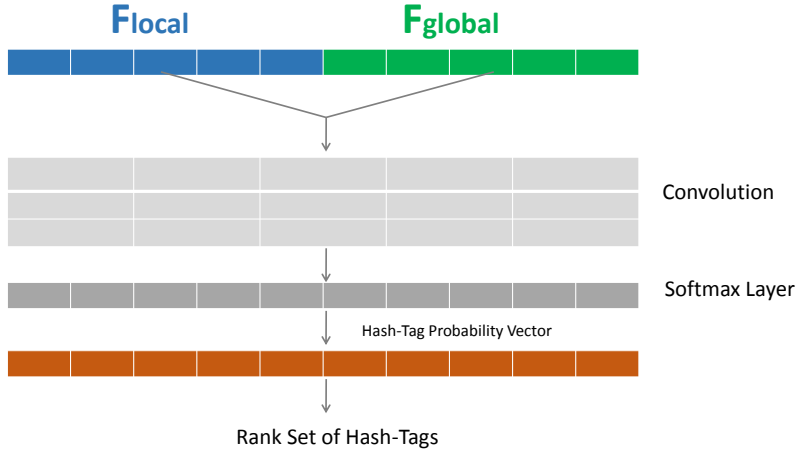 Flocal
Fglobal
Convolution
Softmax Layer
Hash-Tag Probability Vector
Rank Set of Hash-Tags